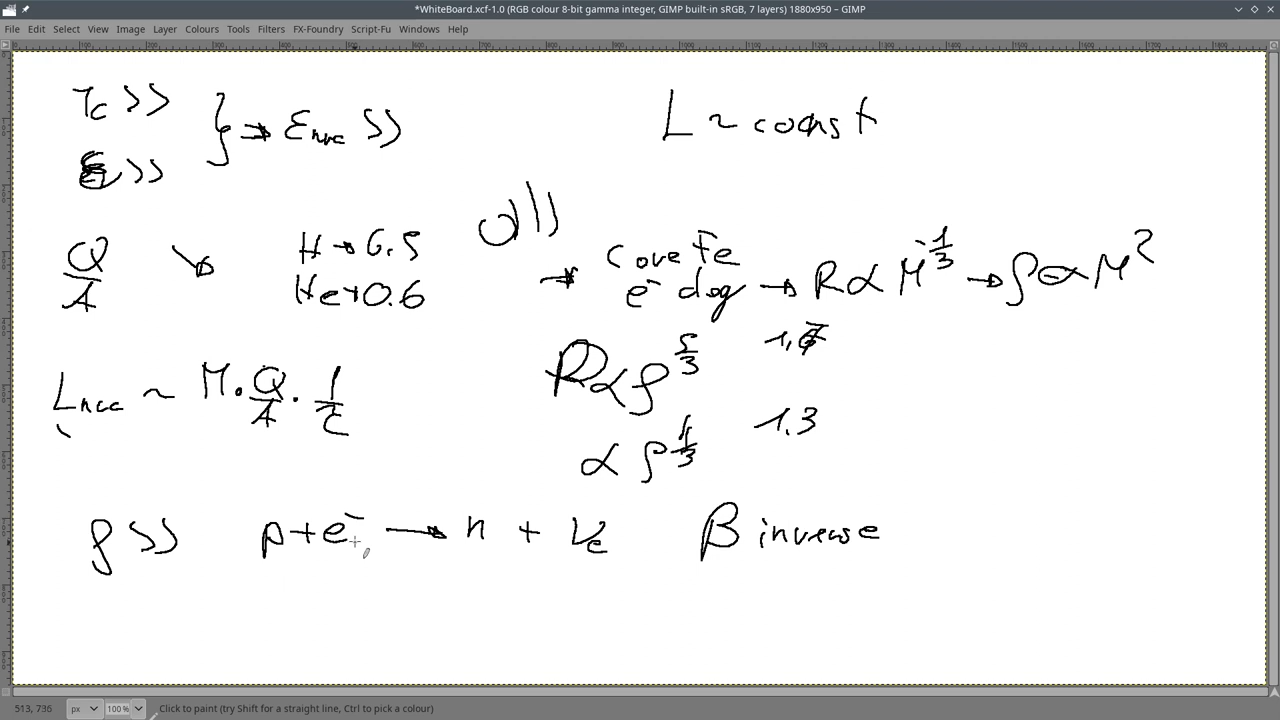 *WhiteBoard.xcf-1.0 (RGB colour 8-bit gamma integer, GIMP built-in sRGB, 7 layers) 1880x950 – GIMP
File Edit Select View Image Layer Colours Tools Filters FX-Foundry Script-Fu Windows Help
Tc >>
} → εnuc >>
L ~ const
>>
Q/A ↘
H → 6.5
He → 0.6
→ core Fe
e⁻ deg → R ∝ M^-1/3 → ρ ∝ M²
P ∝ ρ^5/3
1,6
Lnuc ~ M · Q/A · 1/τ
∝ ρ^4/3
1.3
ρ >> p + e⁻ → n + νe β inverse
513, 736 px 100% Click to paint (try Shift for a straight line, Ctrl to pick a colour)